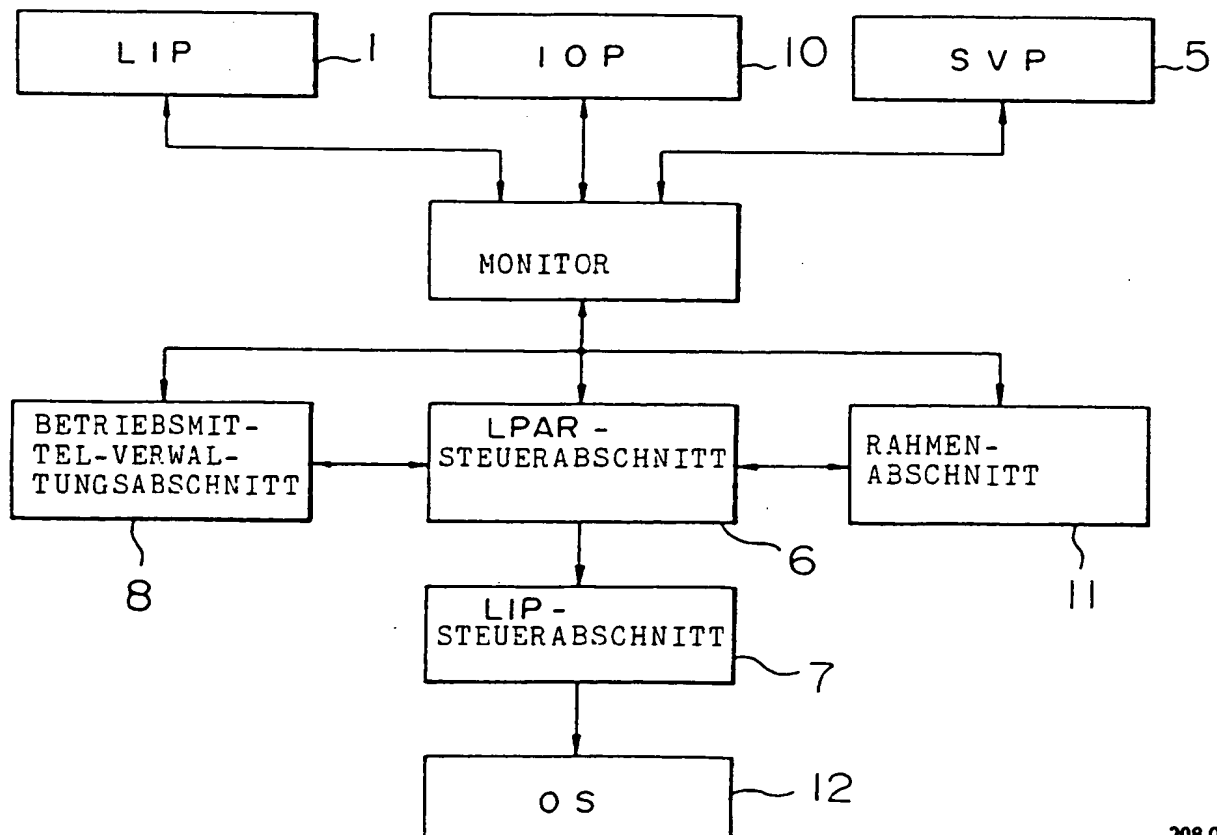 LIP
1
IOP
10
SVP
5
MONITOR
BETRIEBSMIT-
TEL-VERWAL-
TUNGSABSCHNITT
8
LPAR-
STEUERABSCHNITT
6
RAHMEN-
ABSCHNITT
11
LIP-
STEUERABSCHNITT
7
OS
12